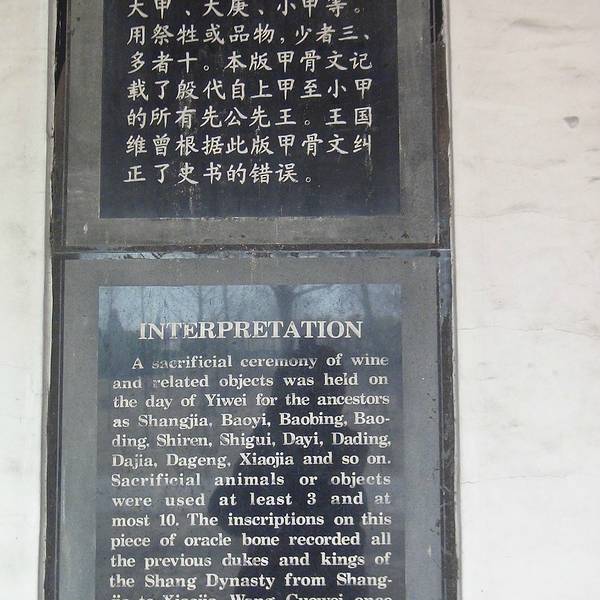 大甲、大庚、小甲等。
用祭牲或品物,少者三、
多者十。本版甲骨文记
载了殷代自上甲至小甲
的所有先公先王。王国
维曾根据此版甲骨文纠
正了史书的错误。
INTERPRETATION
A sacrificial ceremony of wine
and related objects was held on
the day of Yiwei for the ancestors
as Shangjia, Baoyi, Baobing, Bao-
ding, Shiren, Shigui, Dayi, Dading,
Dajia, Dageng, Xiaojia and so on.
Sacrificial animals or objects
were used at least 3 and at
most 10. The inscriptions on this
piece of oracle bone recorded all
the previous dukes and kings of
the Shang Dynasty from Shang-
jia to Xiaojia. Wang Guowei once